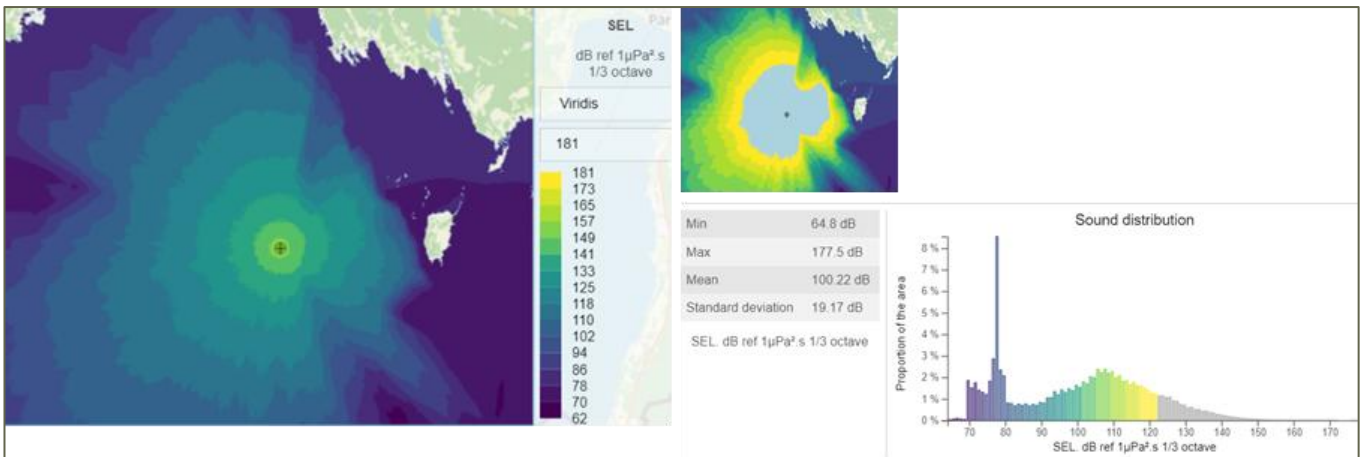 SEL
dB ref 1µPa².s
1/3 octave
Viridis
181
181
173
165
157
149
141
133
125
118
110
102
94
86
78
70
62
Min 64.8 dB
Max 177.5 dB
Mean 100.22 dB
Standard deviation 19.17 dB
SEL. dB ref 1µPa².s 1/3 octave
Sound distribution
Proportion of the area
8 %
7 %
6 %
5 %
4 %
3 %
2 %
1 %
0 %
70 80 90 100 110 120 130 140 150 160 170
SEL. dB ref 1µPa².s 1/3 octave